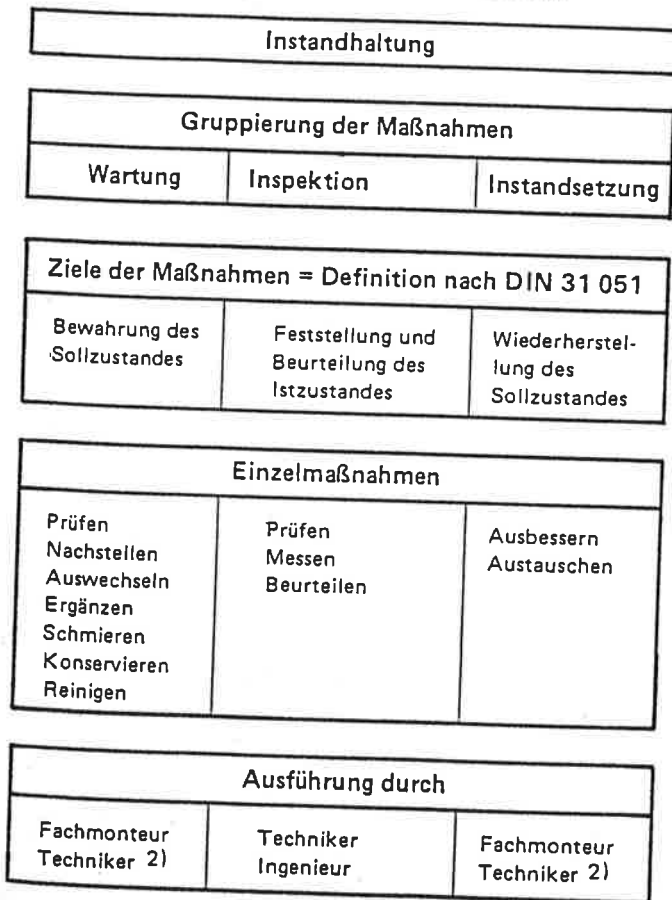 Instandhaltung
Gruppierung der Maßnahmen
Wartung
Inspektion
Instandsetzung
Ziele der Maßnahmen = Definition nach DIN 31 051
Bewahrung des
Sollzustandes
Feststellung und
Beurteilung des
Istzustandes
Wiederherstel-
lung des
Sollzustandes
Einzelmaßnahmen
Prüfen
Nachstellen
Auswechseln
Ergänzen
Schmieren
Konservieren
Reinigen
Prüfen
Messen
Beurteilen
Ausbessern
Austauschen
Ausführung durch
Fachmonteur
Techniker 2)
Techniker
Ingenieur
Fachmonteur
Techniker 2)